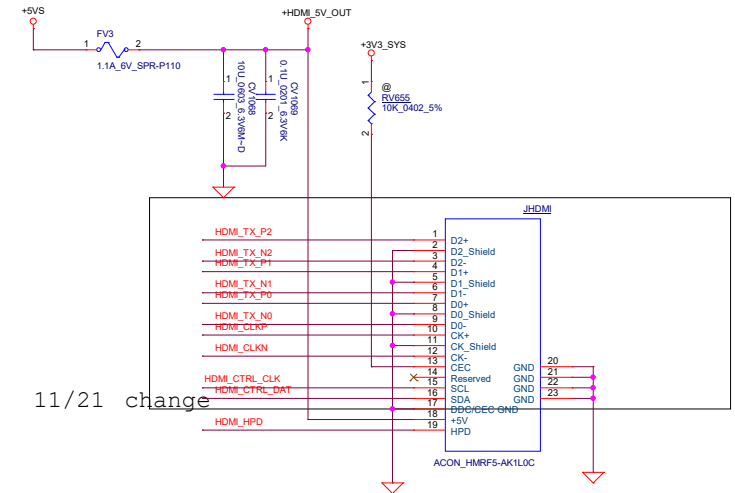 +5VS
+HDMI_5V_OUT
FV3
1
2
1.1A_6V_SPR-P110
+3V3_SYS
.1
2
10U_0603_6.3V6M~D
CV1068
.1
2
0.1U_0201_6.3V6K
CV1069
1
2
@
RV655
10K_0402_5%
JHDMI
HDMI_TX_P2
1
D2+
2
D2_Shield
HDMI_TX_N2
3
D2-
HDMI_TX_P1
4
D1+
5
D1_Shield
HDMI_TX_N1
6
D1-
HDMI_TX_P0
7
D0+
8
D0_Shield
HDMI_TX_N0
9
D0-
HDMI_CLKP
10
CK+
11
CK_Shield
HDMI_CLKN
12
CK-
13
CEC
GND
20
14
Reserved
GND
21
HDMI_CTRL_CLK
15
SCL
GND
22
HDMI_CTRL_DAT
16
SDA
GND
23
11/21 change
17
DDC/CEC GND
18
+5V
HDMI_HPD
19
HPD
ACON_HMRF5-AK1L0C